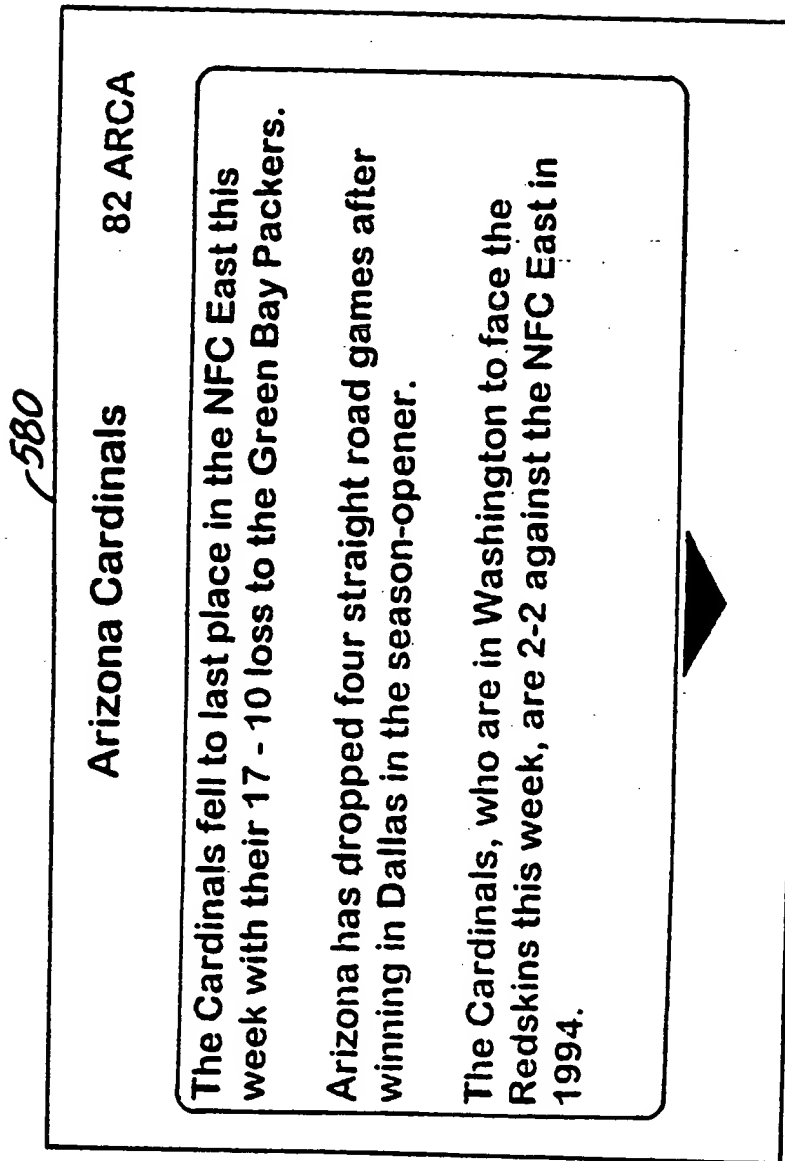 580
Arizona Cardinals 82 ARCA
The Cardinals fell to last place in the NFC East this
week with their 17 - 10 loss to the Green Bay Packers.
Arizona has dropped four straight road games after
winning in Dallas in the season-opener.
The Cardinals, who are in Washington to face the
Redskins this week, are 2-2 against the NFC East in
1994.